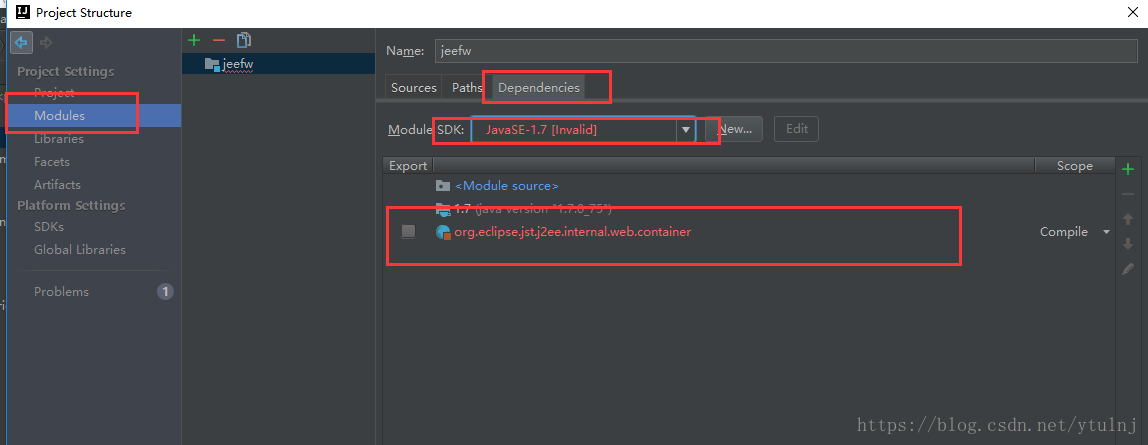 Project Structure
Name: jeefw
Project Settings
Project
Modules
Libraries
Facets
Artifacts
Platform Settings
SDKs
Global Libraries
Problems 1
jeefw
Sources Paths Dependencies
Module SDK: JavaSE-1.7 [Invalid] New... Edit
Export Scope
<Module source>
1.7 (java version "1.7.0_75")
org.eclipse.jst.j2ee.internal.web.container Compile
https://blog.csdn.net/ytulnj